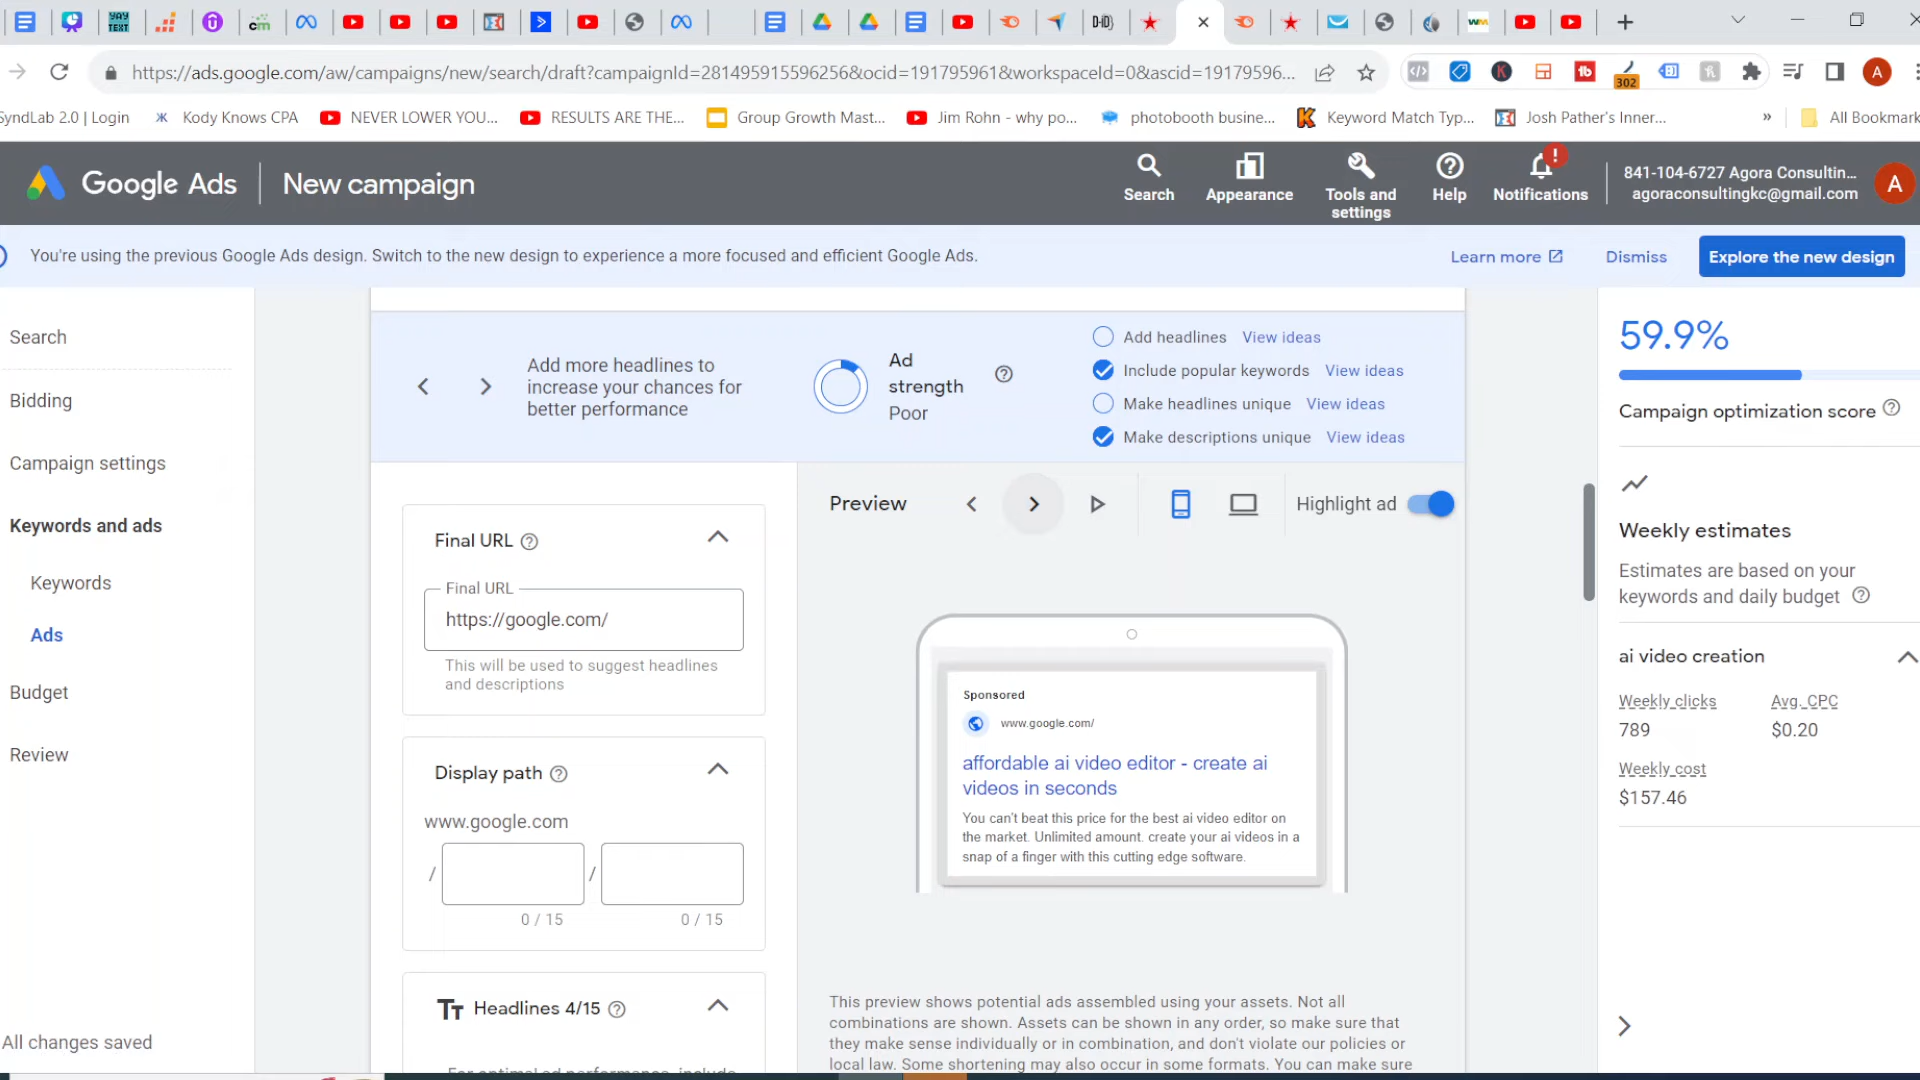 YAY
TEXT
cm
D-iD
WM
https://ads.google.com/aw/campaigns/new/search/draft?campaignId=281495915596256&ocid=191795961&workspaceId=0&ascid=19179596...
302
A
SyndLab 2.0 | Login
Kody Knows CPA
NEVER LOWER YOU...
RESULTS ARE THE...
Group Growth Mast...
Jim Rohn - why po...
photobooth busine...
Keyword Match Typ...
Josh Pather's Inner...
»
All Bookmark
Google Ads
New campaign
Search
Appearance
Tools and
settings
Help
Notifications
841-104-6727 Agora Consultin...
agoraconsultingkc@gmail.com
A
You're using the previous Google Ads design. Switch to the new design to experience a more focused and efficient Google Ads.
Learn more
Dismiss
Explore the new design
Search
Bidding
Campaign settings
Keywords and ads
Keywords
Ads
Budget
Review
All changes saved
Add more headlines to
increase your chances for
better performance
Ad
strength
Poor
Add headlines View ideas
Include popular keywords View ideas
Make headlines unique View ideas
Make descriptions unique View ideas
Final URL
Final URL
https://google.com/
This will be used to suggest headlines
and descriptions
Display path
www.google.com
/ /
0 / 15 0 / 15
Headlines 4/15
For optimal ad performance, include
Preview
Highlight ad
Sponsored
www.google.com/
affordable ai video editor - create ai
videos in seconds
You can't beat this price for the best ai video editor on
the market. Unlimited amount. create your ai videos in a
snap of a finger with this cutting edge software.
This preview shows potential ads assembled using your assets. Not all
combinations are shown. Assets can be shown in any order, so make sure that
they make sense individually or in combination, and don't violate our policies or
local law. Some shortening may also occur in some formats. You can make sure
59.9%
Campaign optimization score
Weekly estimates
Estimates are based on your
keywords and daily budget
ai video creation
Weekly clicks Avg. CPC
789 $0.20
Weekly cost
$157.46